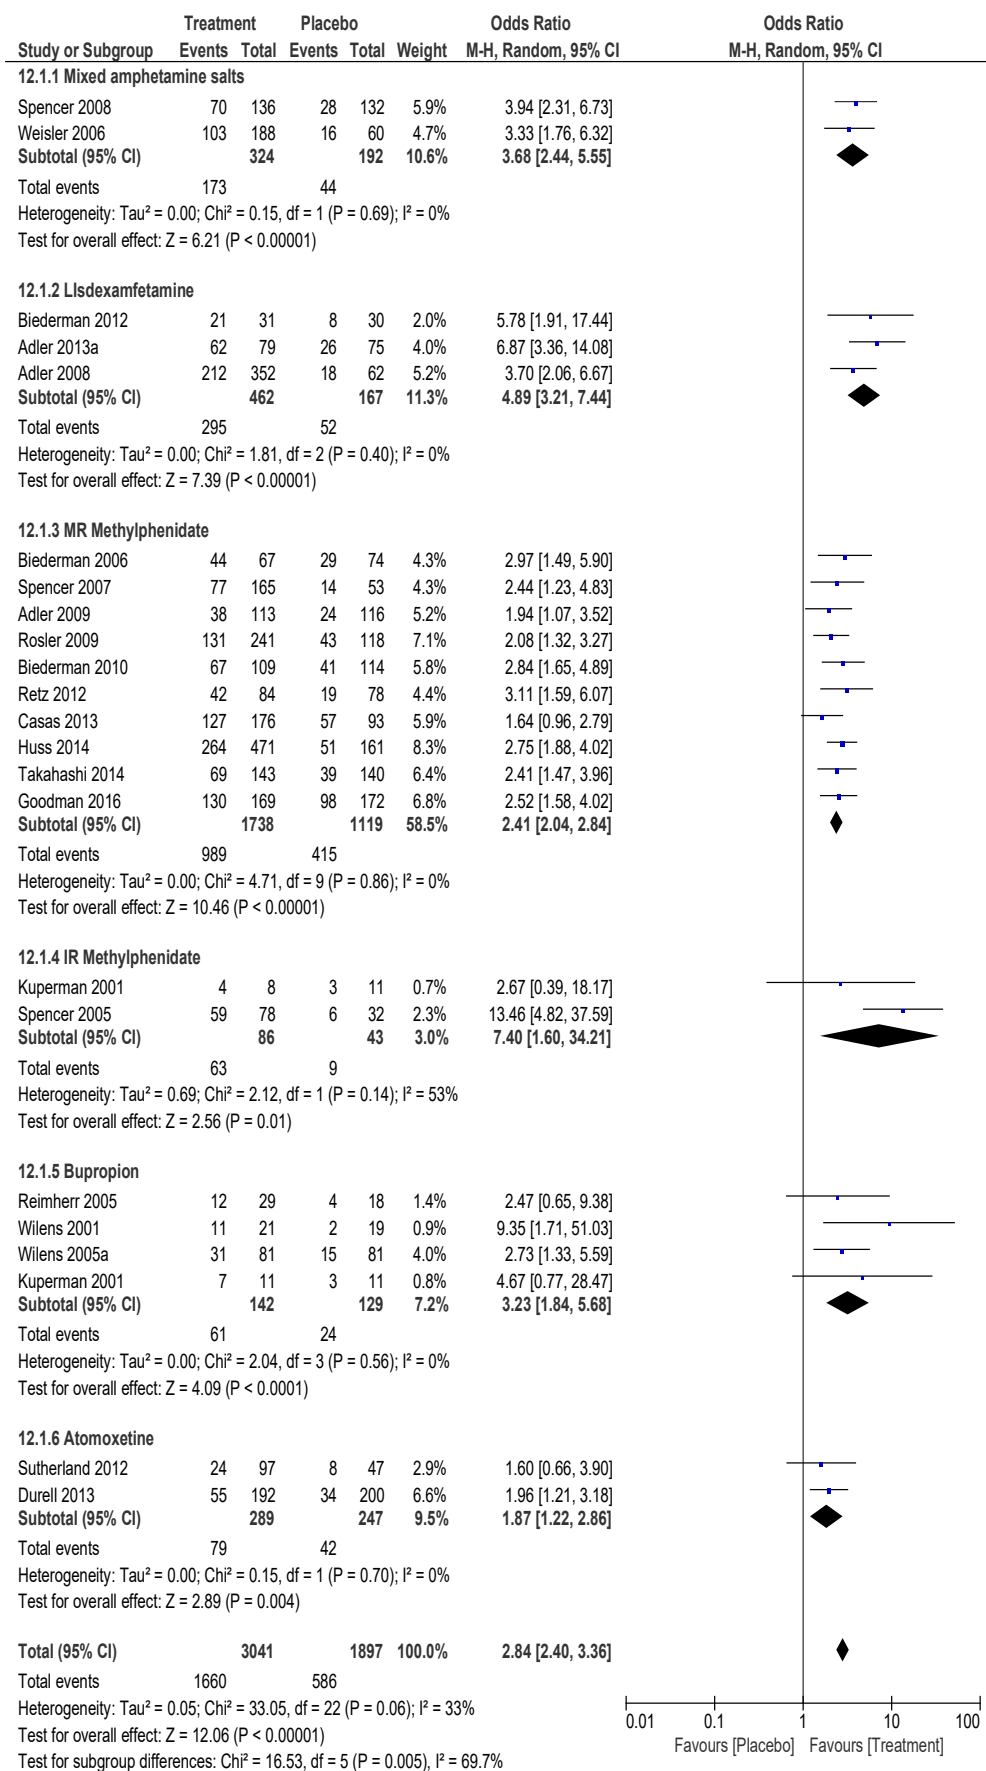 Treatment Placebo Odds Ratio Odds Ratio
Study or Subgroup Events Total Events Total Weight M-H, Random, 95% CI M-H, Random, 95% CI
12.1.1 Mixed amphetamine salts
Spencer 2008 70 136 28 132 5.9% 3.94 [2.31, 6.73]
Weisler 2006 103 188 16 60 4.7% 3.33 [1.76, 6.32]
Subtotal (95% CI) 324 192 10.6% 3.68 [2.44, 5.55]
Total events 173 44
Heterogeneity: Tau² = 0.00; Chi² = 0.15, df = 1 (P = 0.69); I² = 0%
Test for overall effect: Z = 6.21 (P < 0.00001)
12.1.2 LIsdexamfetamine
Biederman 2012 21 31 8 30 2.0% 5.78 [1.91, 17.44]
Adler 2013a 62 79 26 75 4.0% 6.87 [3.36, 14.08]
Adler 2008 212 352 18 62 5.2% 3.70 [2.06, 6.67]
Subtotal (95% CI) 462 167 11.3% 4.89 [3.21, 7.44]
Total events 295 52
Heterogeneity: Tau² = 0.00; Chi² = 1.81, df = 2 (P = 0.40); I² = 0%
Test for overall effect: Z = 7.39 (P < 0.00001)
12.1.3 MR Methylphenidate
Biederman 2006 44 67 29 74 4.3% 2.97 [1.49, 5.90]
Spencer 2007 77 165 14 53 4.3% 2.44 [1.23, 4.83]
Adler 2009 38 113 24 116 5.2% 1.94 [1.07, 3.52]
Rosler 2009 131 241 43 118 7.1% 2.08 [1.32, 3.27]
Biederman 2010 67 109 41 114 5.8% 2.84 [1.65, 4.89]
Retz 2012 42 84 19 78 4.4% 3.11 [1.59, 6.07]
Casas 2013 127 176 57 93 5.9% 1.64 [0.96, 2.79]
Huss 2014 264 471 51 161 8.3% 2.75 [1.88, 4.02]
Takahashi 2014 69 143 39 140 6.4% 2.41 [1.47, 3.96]
Goodman 2016 130 169 98 172 6.8% 2.52 [1.58, 4.02]
Subtotal (95% CI) 1738 1119 58.5% 2.41 [2.04, 2.84]
Total events 989 415
Heterogeneity: Tau² = 0.00; Chi² = 4.71, df = 9 (P = 0.86); I² = 0%
Test for overall effect: Z = 10.46 (P < 0.00001)
12.1.4 IR Methylphenidate
Kuperman 2001 4 8 3 11 0.7% 2.67 [0.39, 18.17]
Spencer 2005 59 78 6 32 2.3% 13.46 [4.82, 37.59]
Subtotal (95% CI) 86 43 3.0% 7.40 [1.60, 34.21]
Total events 63 9
Heterogeneity: Tau² = 0.69; Chi² = 2.12, df = 1 (P = 0.14); I² = 53%
Test for overall effect: Z = 2.56 (P = 0.01)
12.1.5 Bupropion
Reimherr 2005 12 29 4 18 1.4% 2.47 [0.65, 9.38]
Wilens 2001 11 21 2 19 0.9% 9.35 [1.71, 51.03]
Wilens 2005a 31 81 15 81 4.0% 2.73 [1.33, 5.59]
Kuperman 2001 7 11 3 11 0.8% 4.67 [0.77, 28.47]
Subtotal (95% CI) 142 129 7.2% 3.23 [1.84, 5.68]
Total events 61 24
Heterogeneity: Tau² = 0.00; Chi² = 2.04, df = 3 (P = 0.56); I² = 0%
Test for overall effect: Z = 4.09 (P < 0.0001)
12.1.6 Atomoxetine
Sutherland 2012 24 97 8 47 2.9% 1.60 [0.66, 3.90]
Durell 2013 55 192 34 200 6.6% 1.96 [1.21, 3.18]
Subtotal (95% CI) 289 247 9.5% 1.87 [1.22, 2.86]
Total events 79 42
Heterogeneity: Tau² = 0.00; Chi² = 0.15, df = 1 (P = 0.70); I² = 0%
Test for overall effect: Z = 2.89 (P = 0.004)
Total (95% CI) 3041 1897 100.0% 2.84 [2.40, 3.36]
Total events 1660 586
Heterogeneity: Tau² = 0.05; Chi² = 33.05, df = 22 (P = 0.06); I² = 33%
Test for overall effect: Z = 12.06 (P < 0.00001)
Test for subgroup differences: Chi² = 16.53, df = 5 (P = 0.005), I² = 69.7%
0.01 0.1 1 10 100
Favours [Placebo] Favours [Treatment]